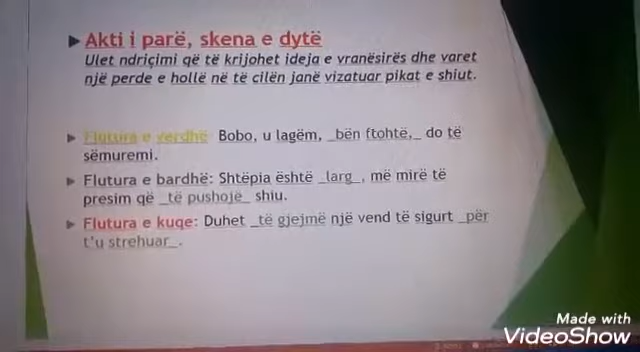 Akti i parë, skena e dytë
Ulet ndriçimi që të krijohet ideja e vranësirës dhe varet
një perde e hollë në të cilën janë vizatuar pikat e shiut.
Flutura e verdhë: Bobo, u lagëm, _bën ftohtë,_ do të
sëmuremi.
Flutura e bardhë: Shtëpia është _larg_, më mirë të
presim që _të pushojë_ shiu.
Flutura e kuqe: Duhet _të gjejmë një vend të sigurt _për
t'u strehuar_.
Made with
VideoShow